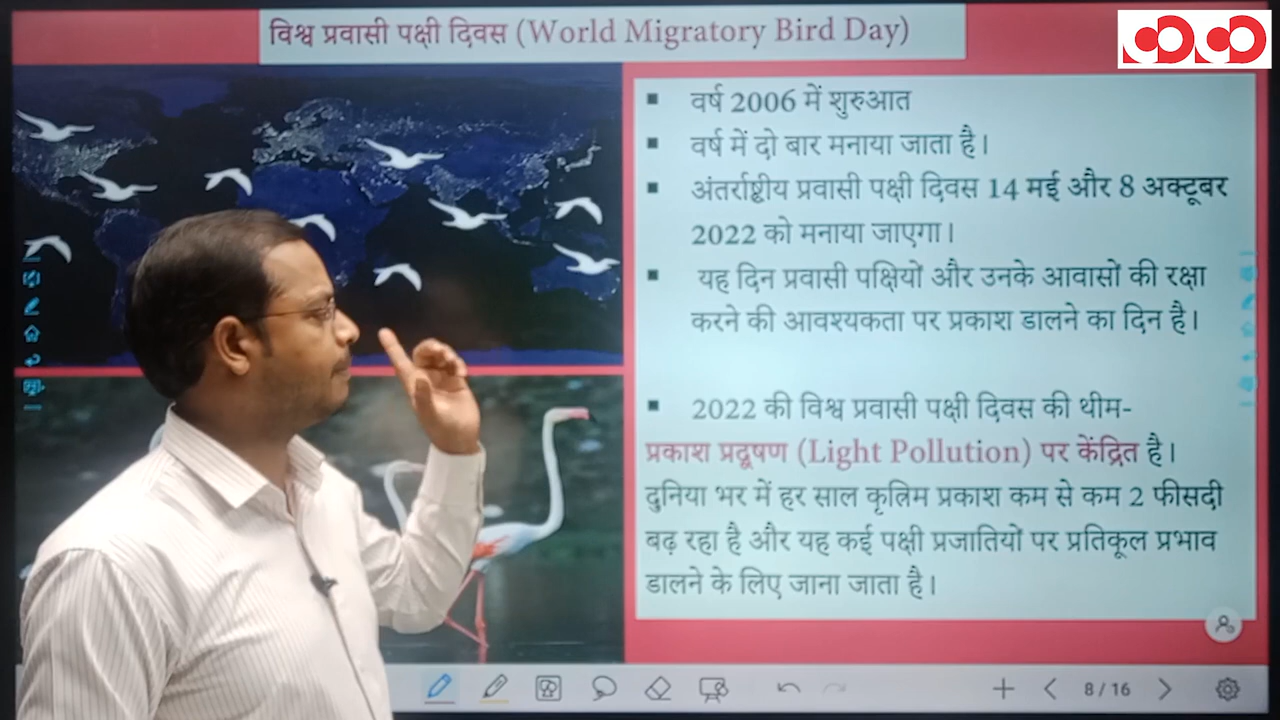 विश्व प्रवासी पक्षी दिवस (World Migratory Bird Day)
▪ वर्ष 2006 में शुरुआत
▪ वर्ष में दो बार मनाया जाता है।
▪ अंतर्राष्ट्रीय प्रवासी पक्षी दिवस 14 मई और 8 अक्टूबर
2022 को मनाया जाएगा।
▪ यह दिन प्रवासी पक्षियों और उनके आवासों की रक्षा
करने की आवश्यकता पर प्रकाश डालने का दिन है।
▪ 2022 की विश्व प्रवासी पक्षी दिवस की थीम-
प्रकाश प्रदूषण (Light Pollution) पर केंद्रित है।
दुनिया भर में हर साल कृत्रिम प्रकाश कम से कम 2 फीसदी
बढ़ रहा है और यह कई पक्षी प्रजातियों पर प्रतिकूल प्रभाव
डालने के लिए जाना जाता है।
8 / 16